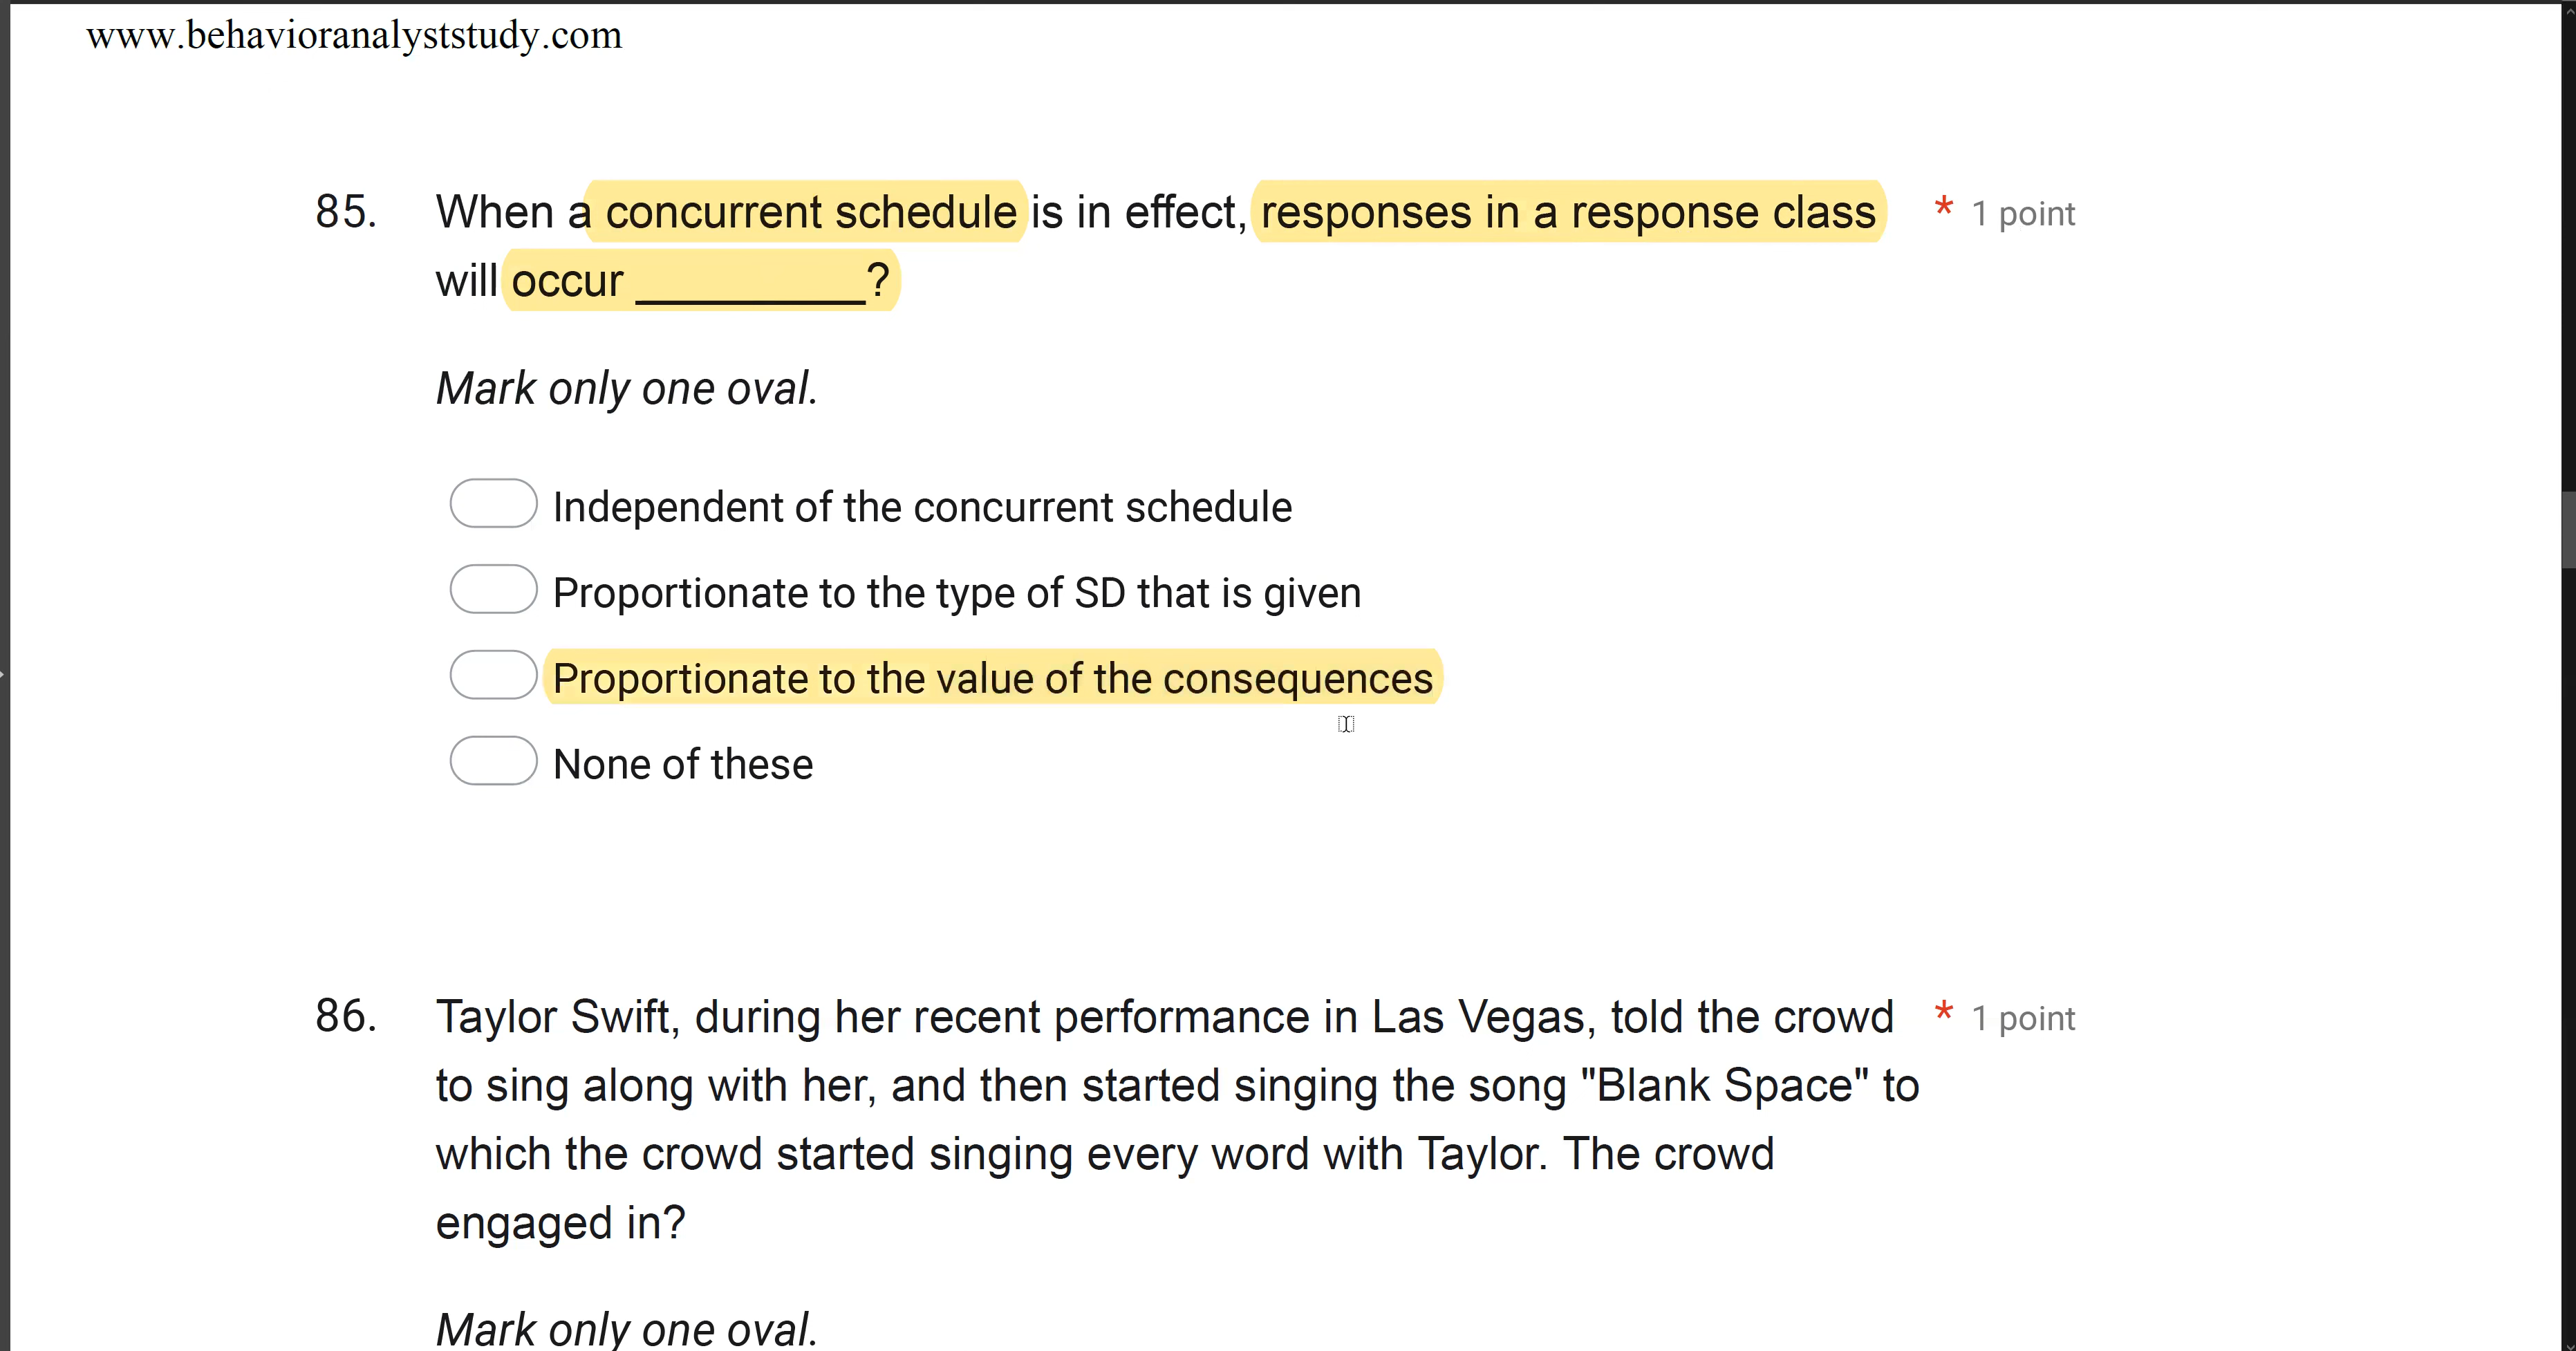 www.behavioranalyststudy.com
85. When a concurrent schedule is in effect, responses in a response class * 1 point
will occur __________?
Mark only one oval.
Independent of the concurrent schedule
Proportionate to the type of SD that is given
Proportionate to the value of the consequences
None of these
86. Taylor Swift, during her recent performance in Las Vegas, told the crowd * 1 point
to sing along with her, and then started singing the song "Blank Space" to
which the crowd started singing every word with Taylor. The crowd
engaged in?
Mark only one oval.